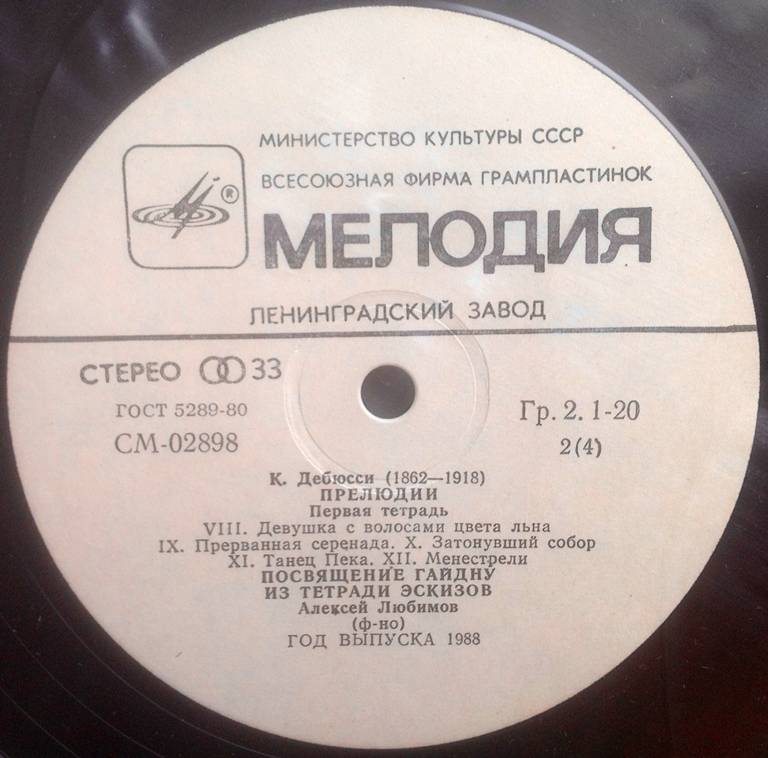 ®
МИНИСТЕРСТВО КУЛЬТУРЫ СССР
ВСЕСОЮЗНАЯ ФИРМА ГРАМПЛАСТИНОК
МЕЛОДИЯ
ЛЕНИНГРАДСКИЙ ЗАВОД
СТЕРЕО 33
ГОСТ 5289-80
СМ-02898
Гр. 2. 1-20
2(4)
К. Дебюсси (1862—1918)
ПРЕЛЮДИИ
Первая тетрадь
VIII. Девушка с волосами цвета льна
IX. Прерванная серенада. X. Затонувший собор
XI. Танец Пека. XII. Менестрели
ПОСВЯЩЕНИЕ ГАЙДНУ
ИЗ ТЕТРАДИ ЭСКИЗОВ
Алексей Любимов
(ф-но)
ГОД ВЫПУСКА 1988